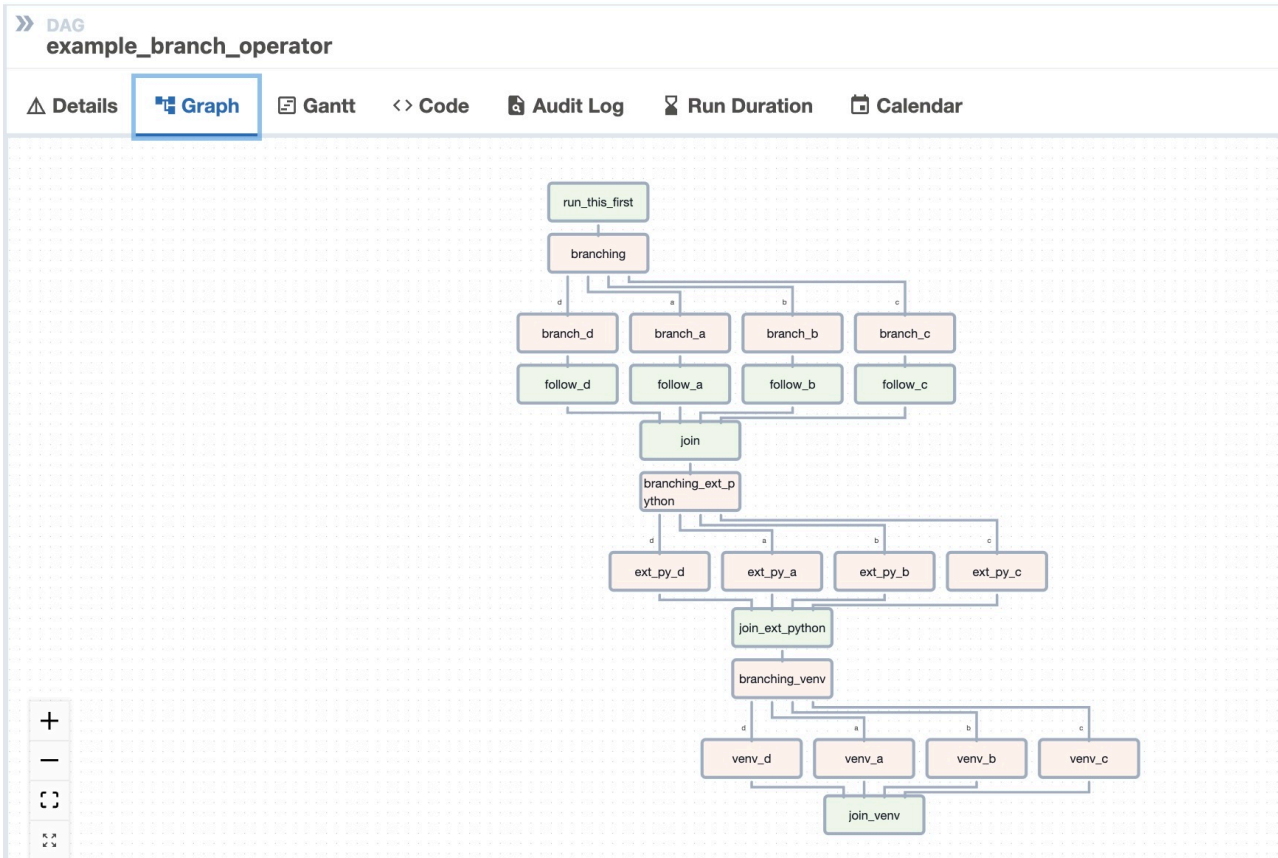 DAG
example_branch_operator
Details Graph Gantt Code Audit Log Run Duration Calendar
run_this_first
branching
d a b c
branch_d branch_a branch_b branch_c
follow_d follow_a follow_b follow_c
join
branching_ext_p
ython
d a b c
ext_py_d ext_py_a ext_py_b ext_py_c
join_ext_python
branching_venv
d a b c
venv_d venv_a venv_b venv_c
join_venv